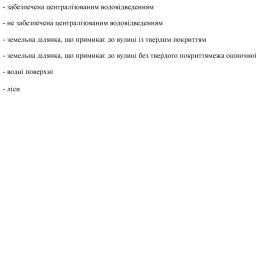 - забезпечена централізованим водовідведенням
- не забезпечена централізованим водовідведенням
- земельна ділянка, що примикає до вулиці із твердим покриттям
- земельна ділянка, що примикає до вулиці без твердого покриттямежа оціночної
- водні поверхні
- ліси